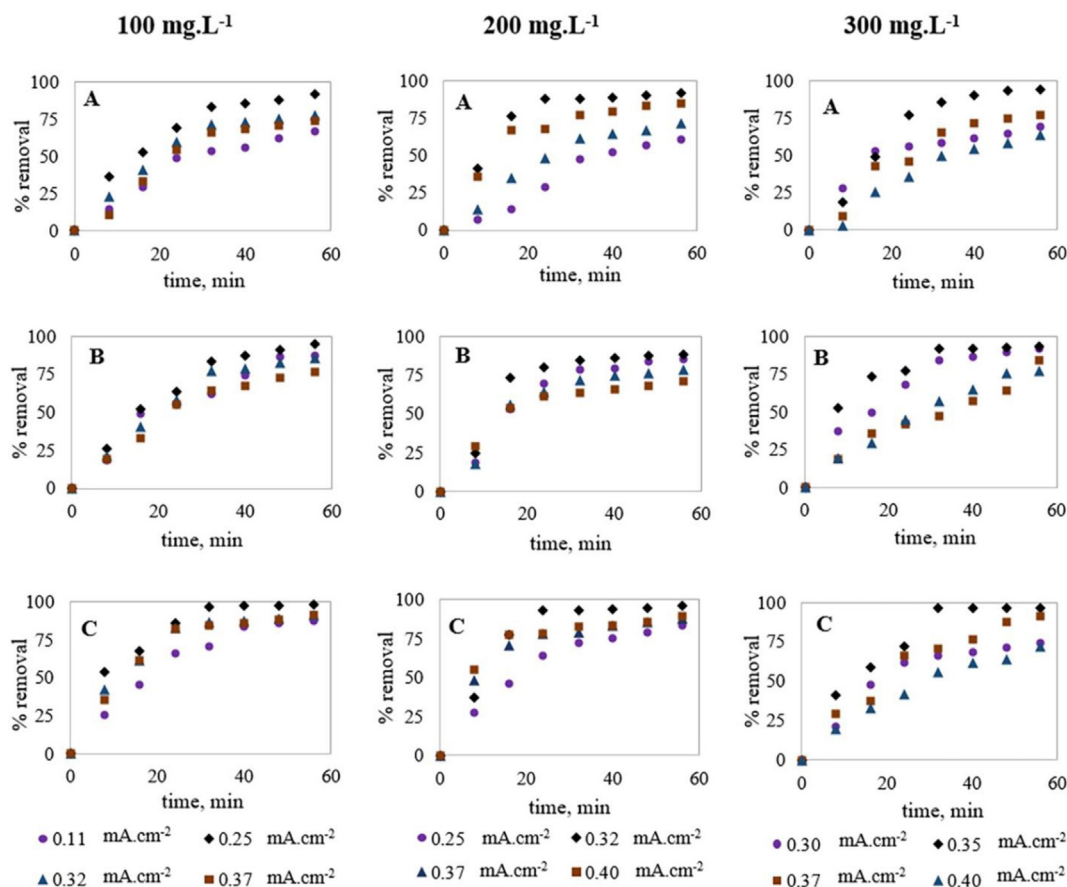 100 mg.L⁻¹ 200 mg.L⁻¹ 300 mg.L⁻¹
100 100 100
A A A
75 75 75
50 50 50
25 25 25
0 0 0
% removal % removal % removal
0 20 40 60 0 20 40 60 0 20 40 60
time, min time, min time, min
100 100 100
B B B
75 75 75
50 50 50
25 25 25
0 0 0
% removal % removal % removal
0 20 40 60 0 20 40 60 0 20 40 60
time, min time, min time, min
100 100 100
C C C
75 75 75
50 50 50
25 25 25
0 0 0
% removal % removal % removal
0 20 40 60 0 20 40 60 0 20 40 60
time, min time, min time, min
0.11 mA.cm⁻² 0.25 mA.cm⁻² 0.25 mA.cm⁻² 0.32 mA.cm⁻² 0.30 mA.cm⁻² 0.35 mA.cm⁻²
0.32 mA.cm⁻² 0.37 mA.cm⁻² 0.37 mA.cm⁻² 0.40 mA.cm⁻² 0.37 mA.cm⁻² 0.40 mA.cm⁻²